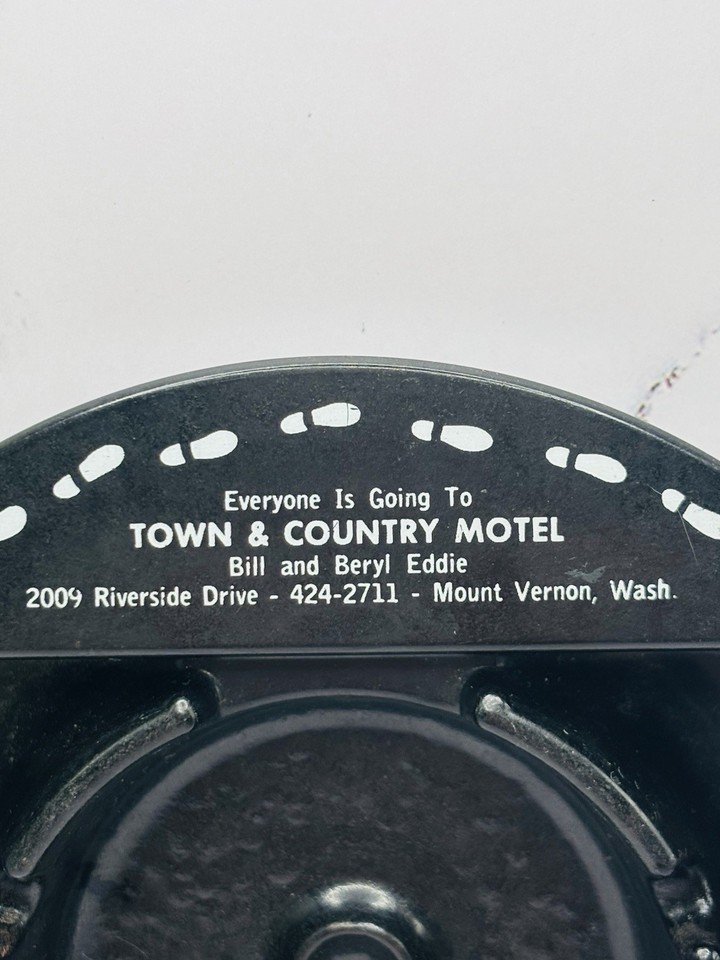 Everyone Is Going To
TOWN & COUNTRY MOTEL
Bill and Beryl Eddie
2009 Riverside Drive - 424-2711 - Mount Vernon, Wash.